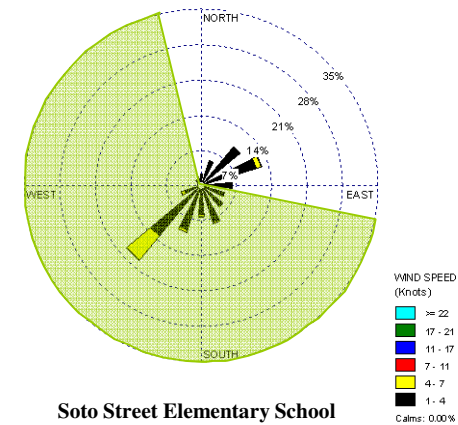 NORTH
35%
28%
21%
14%
7%
WEST
EAST
SOUTH
WIND SPEED
(Knots)
>= 22
17 - 21
11 - 17
7 - 11
4 - 7
1 - 4
Calms: 0.00%
Soto Street Elementary School